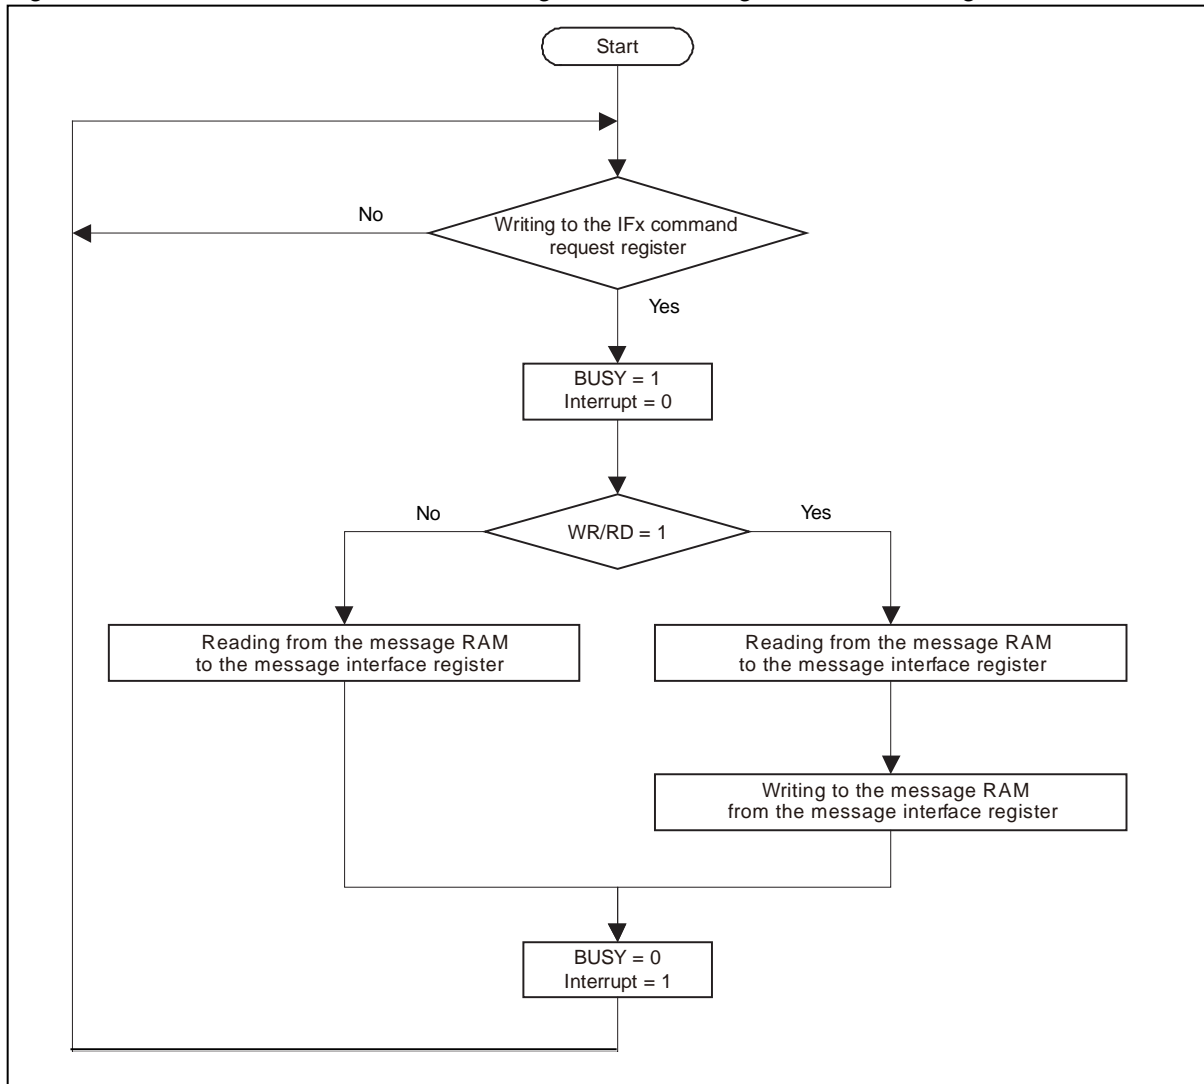 Start
No
Writing to the IFx command
request register
Yes
BUSY = 1
Interrupt = 0
No
Yes
WR/RD = 1
Reading from the message RAM
to the message interface register
Reading from the message RAM
to the message interface register
Writing to the message RAM
from the message interface register
BUSY = 0
Interrupt = 1